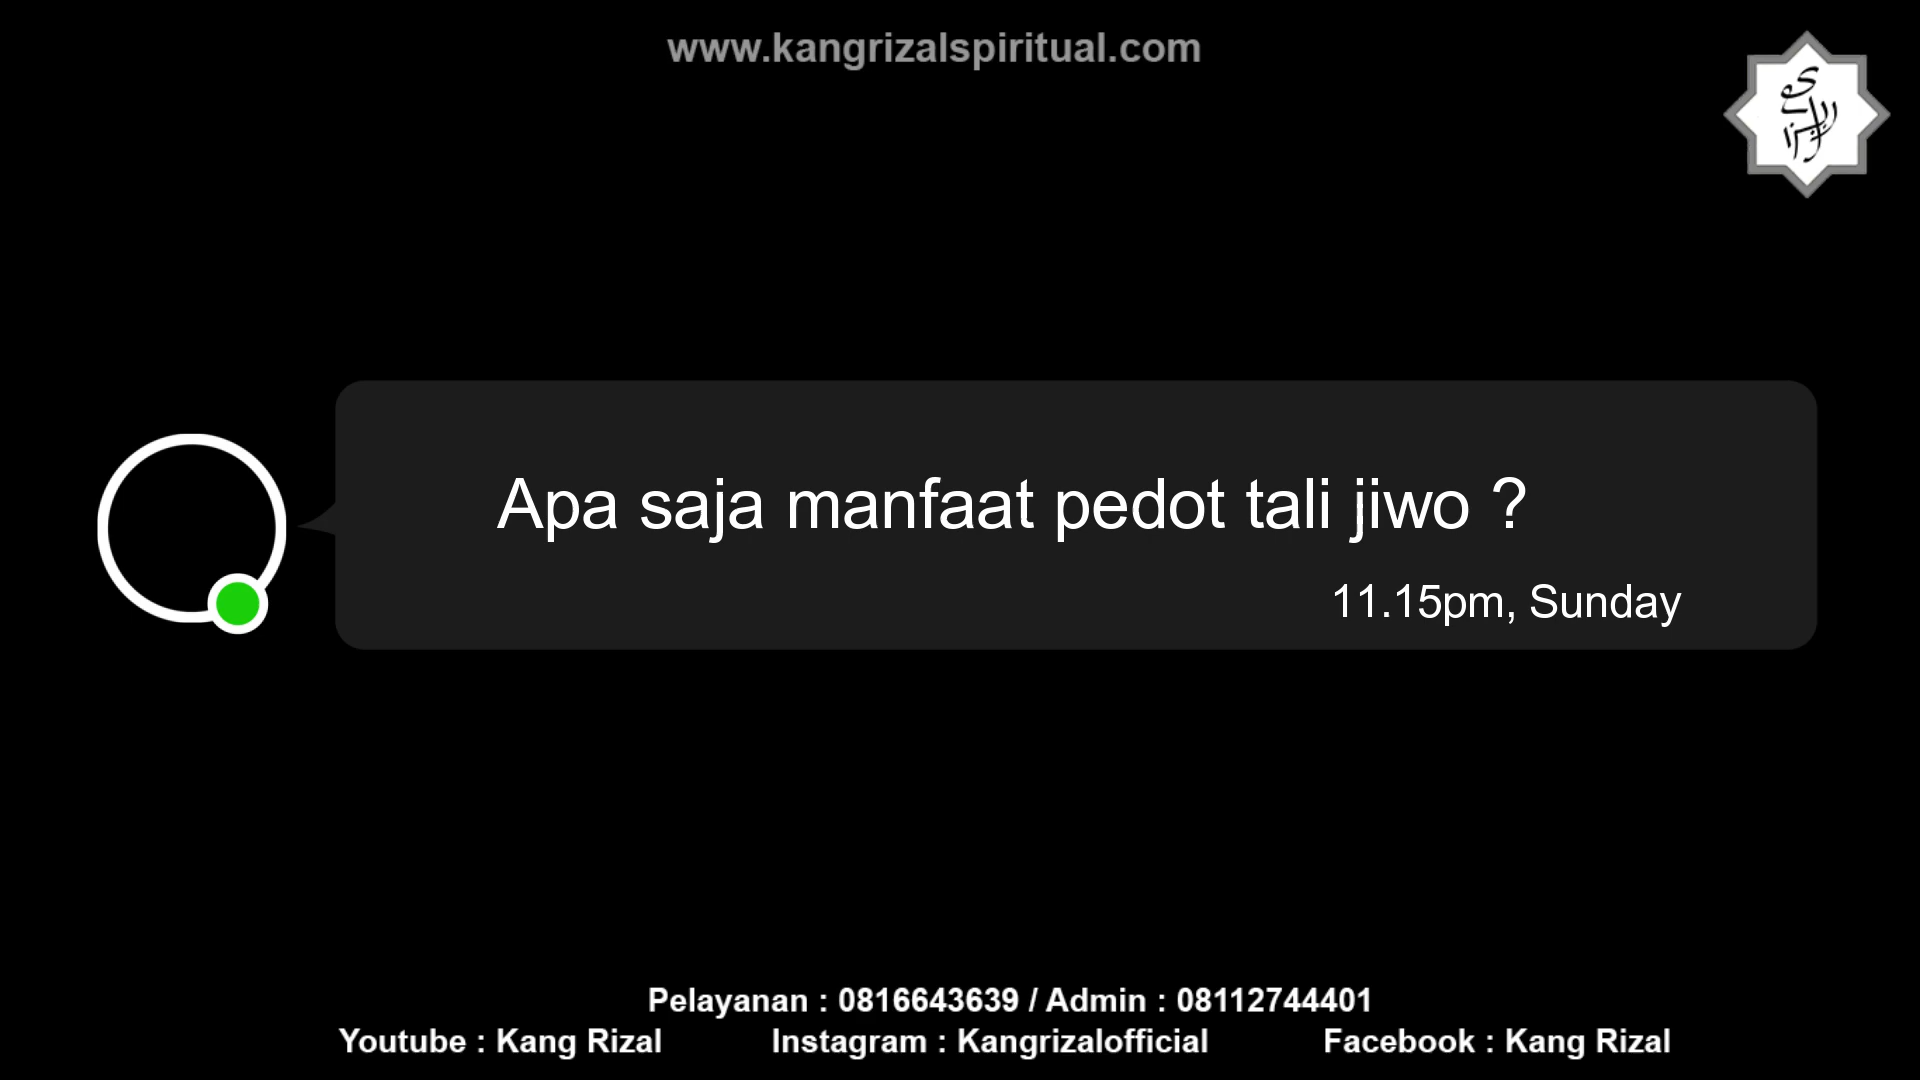 www.kangrizalspiritual.com
Apa saja manfaat pedot tali jiwo ?
11.15pm, Sunday
Pelayanan : 0816643639 / Admin : 08112744401
Youtube : Kang Rizal Instagram : Kangrizalofficial Facebook : Kang Rizal